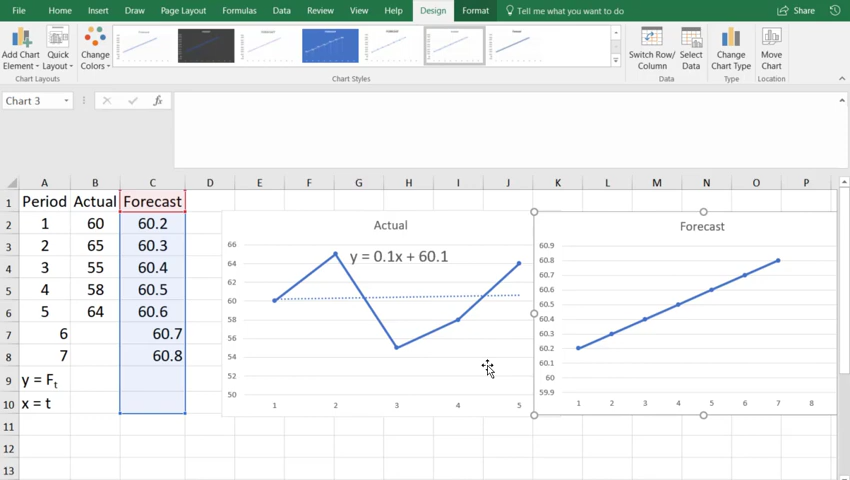 File Home Insert Draw Page Layout Formulas Data Review View Help Design Format Tell me what you want to do Share
Add Chart Element Quick Layout Change Colors Switch Row/Column Select Data Change Chart Type Move Chart
Chart Layouts Chart Styles Data Type Location
Chart 3 fx
A B C D E F G H I J K L M N O P
1 Period Actual Forecast
2 1 60 60.2
3 2 65 60.3
4 3 55 60.4
5 4 58 60.5
6 5 64 60.6
7 6 60.7
8 7 60.8
9 y = Ft
10 x = t
11
12
13
Actual
y = 0.1x + 60.1
66
64
62
60
58
56
54
52
50
1 2 3 4 5
Forecast
60.9
60.8
60.7
60.6
60.5
60.4
60.3
60.2
60.1
60
59.9
1 2 3 4 5 6 7 8